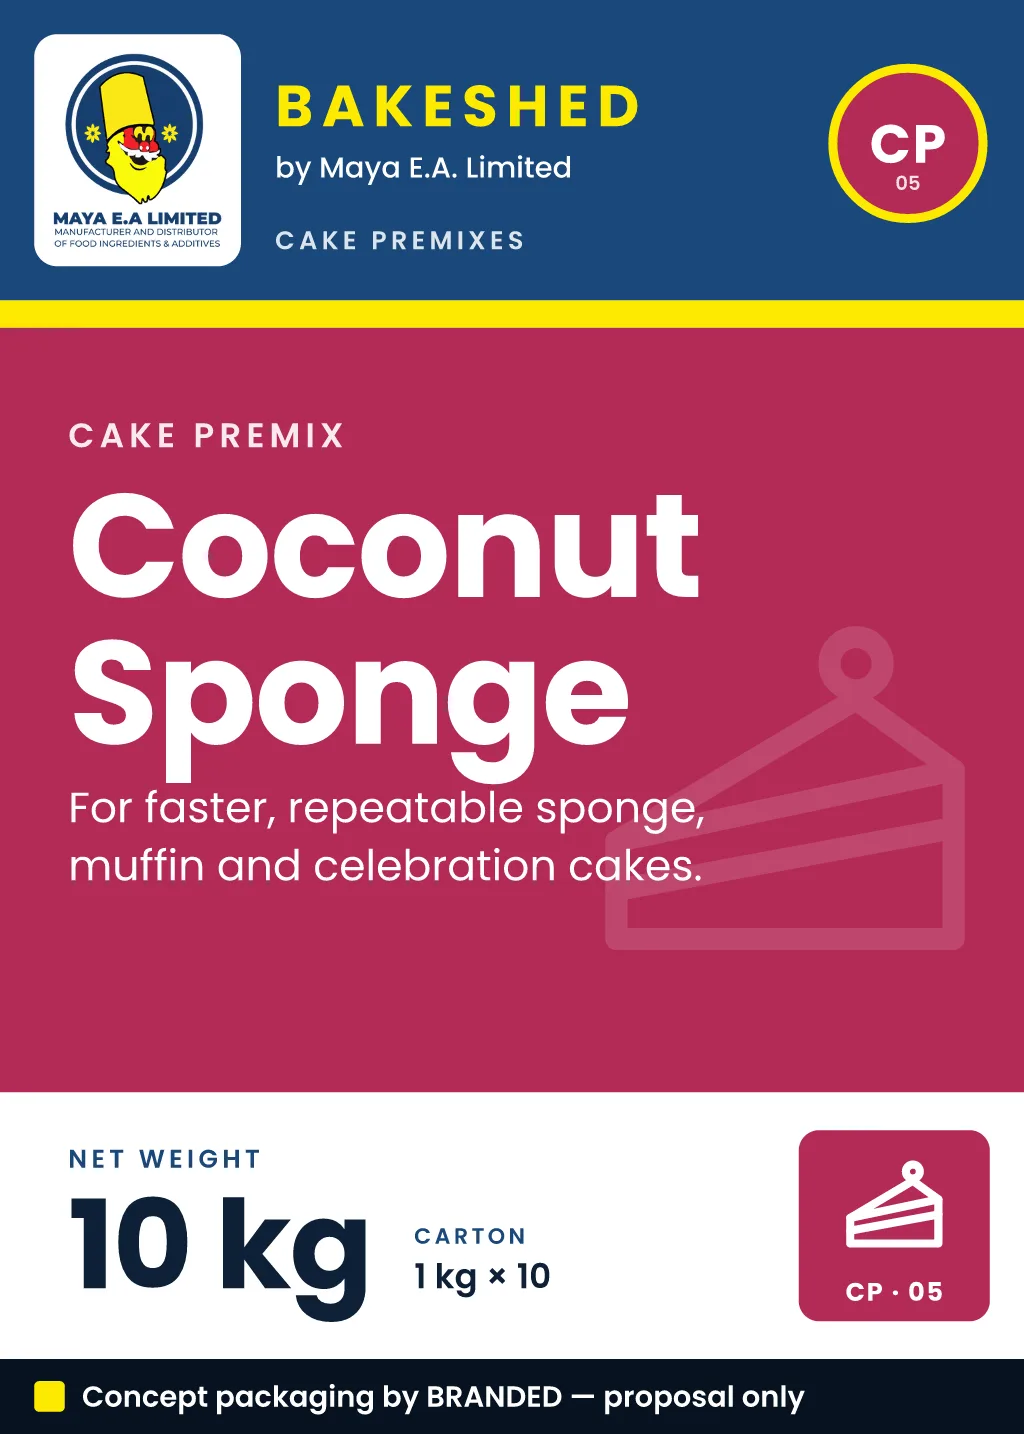 MAYA E.A LIMITED
MANUFACTURER AND DISTRIBUTOR
OF FOOD INGREDIENTS & ADDITIVES
BAKESHED
by Maya E.A. Limited
CAKE PREMIXES
CP
05
CAKE PREMIX
Coconut
Sponge
For faster, repeatable sponge,
muffin and celebration cakes.
NET WEIGHT
10 kg
CARTON
1 kg × 10
CP · 05
Concept packaging by BRANDED — proposal only